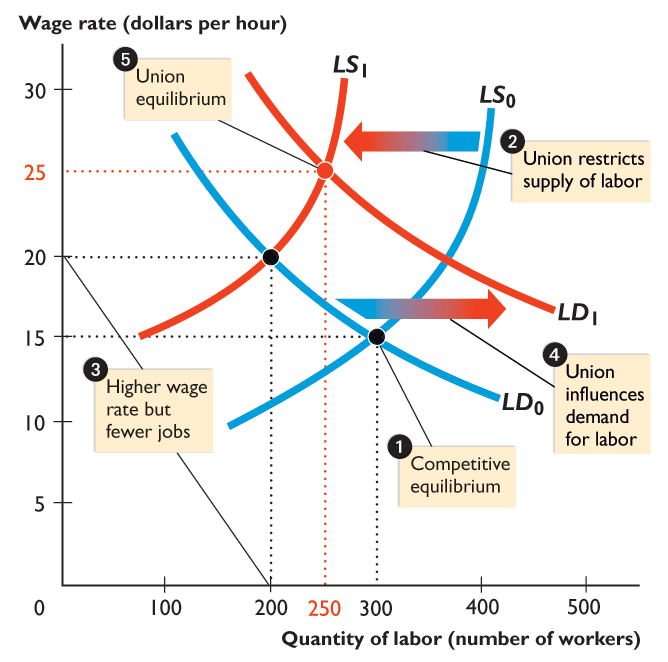 Wage rate (dollars per hour)
5
Union
equilibrium
LS1
LS0
30
2
Union restricts
supply of labor
25
20
LD1
15
4
Union
influences
demand
for labor
3
Higher wage
rate but
fewer jobs
LD0
10
1
Competitive
equilibrium
5
0
100
200
250
300
400
500
Quantity of labor (number of workers)